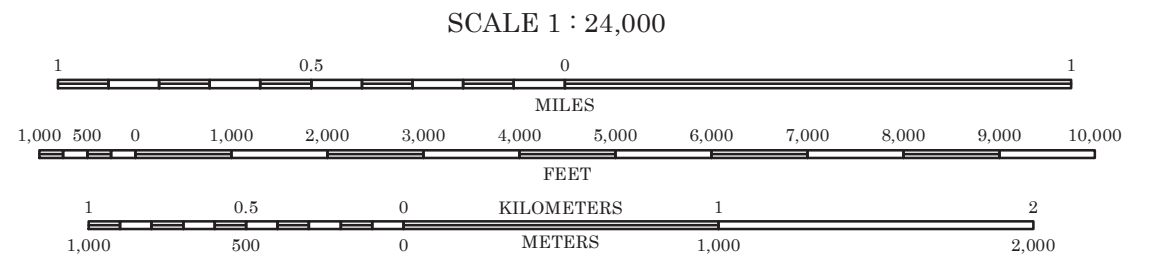 SCALE 1 : 24,000
1 0.5 0 1
MILES
1,000 500 0 1,000 2,000 3,000 4,000 5,000 6,000 7,000 8,000 9,000 10,000
FEET
1 0.5 0 KILOMETERS 1 2
1,000 500 0 METERS 1,000 2,000